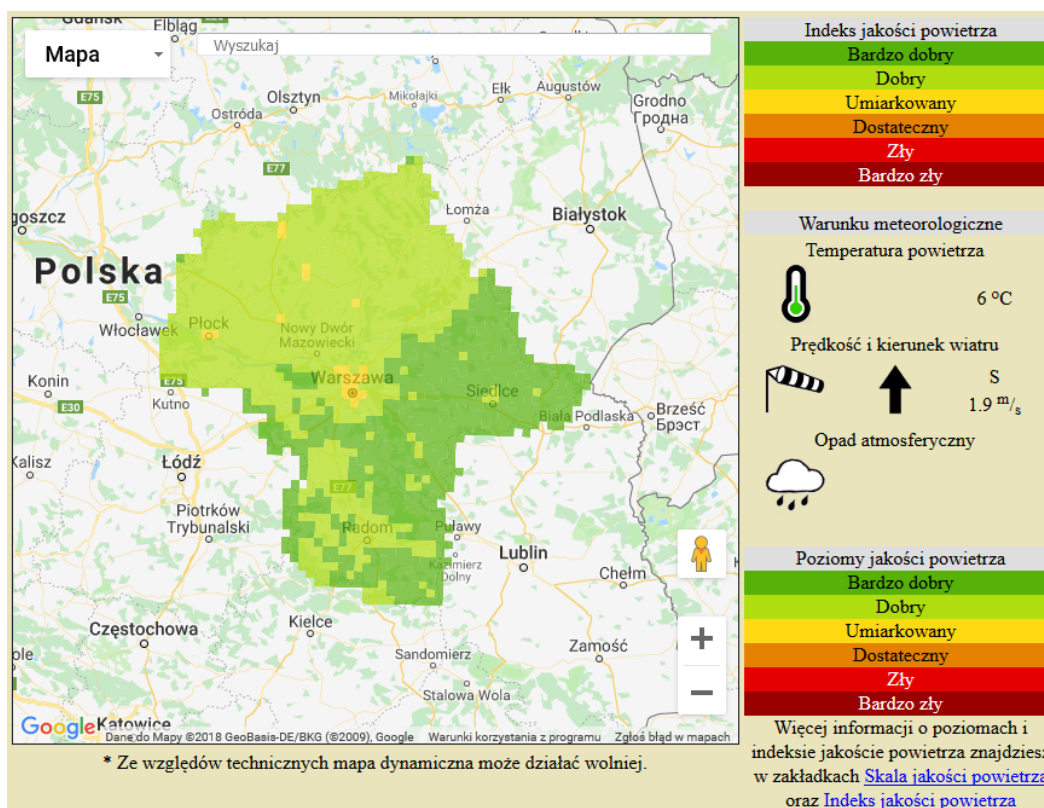 Gdańsk
Elbląg
Mapa
Wyszukaj
E75
Olsztyn
Mikołajki
Ełk
Augustów
Ostróda
Grodno
Гродна
E77
goszcz
Łomża
Białystok
Polska
E75
Włocławek
Płock
Nowy Dwór
Mazowiecki
Konin
E75
Kutno
Warszawa
Siedlce
E30
Biała Podlaska
Brześć
Брэст
Kalisz
Łódź
E77
Piotrków
Trybunalski
Radom
Puławy
Kazimierz
Dolny
Lublin
Chełm
Częstochowa
Kielce
Zamość
Sandomierz
Stalowa Wola
ole
Google
Katowice
Dane do Mapy ©2018 GeoBasis-DE/BKG (©2009), Google
Warunki korzystania z programu
Zgłoś błąd w mapach
* Ze względów technicznych mapa dynamiczna może działać wolniej.
Indeks jakości powietrza
Bardzo dobry
Dobry
Umiarkowany
Dostateczny
Zły
Bardzo zły
Warunku meteorologiczne
Temperatura powietrza
6 °C
Prędkość i kierunek wiatru
S
1.9 m/s
Opad atmosferyczny
Poziomy jakości powietrza
Bardzo dobry
Dobry
Umiarkowany
Dostateczny
Zły
Bardzo zły
Więcej informacji o poziomach i
indeksie jakoście powietrza znajdziesz
w zakładkach Skala jakości powietrza
oraz Indeks jakości powietrza